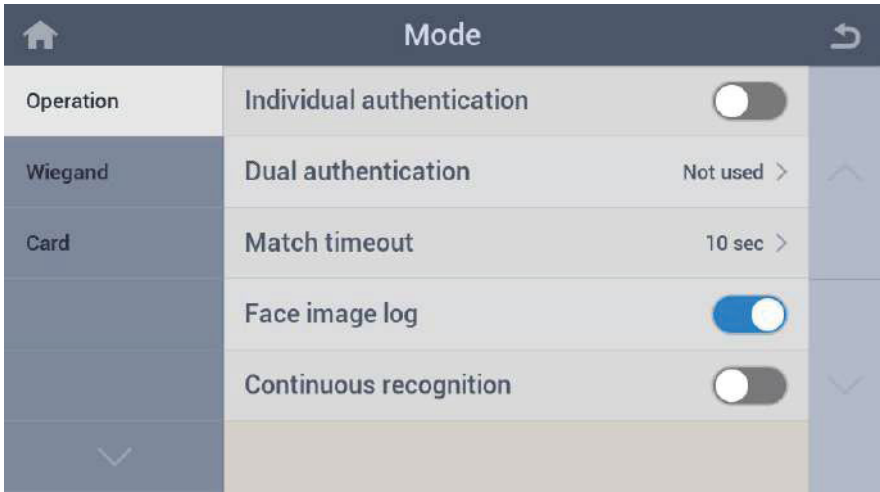 Mode
Operation
Wiegand
Card
Individual authentication
Dual authentication Not used
Match timeout 10 sec
Face image log
Continuous recognition